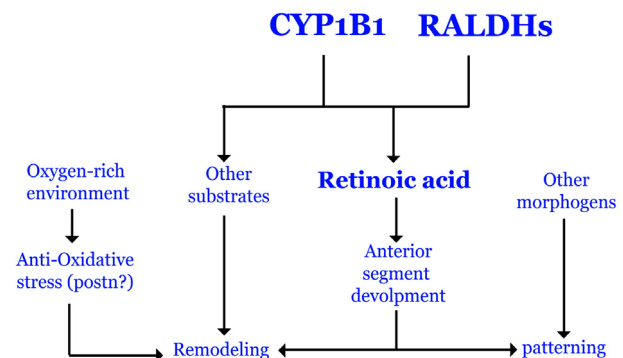 CYP1B1 RALDHs
Oxygen-rich
environment
Other
substrates
Retinoic acid
Other
morphogens
Anti-Oxidative
stress (postn?)
Anterior
segment
devolpment
Remodeling
patterning